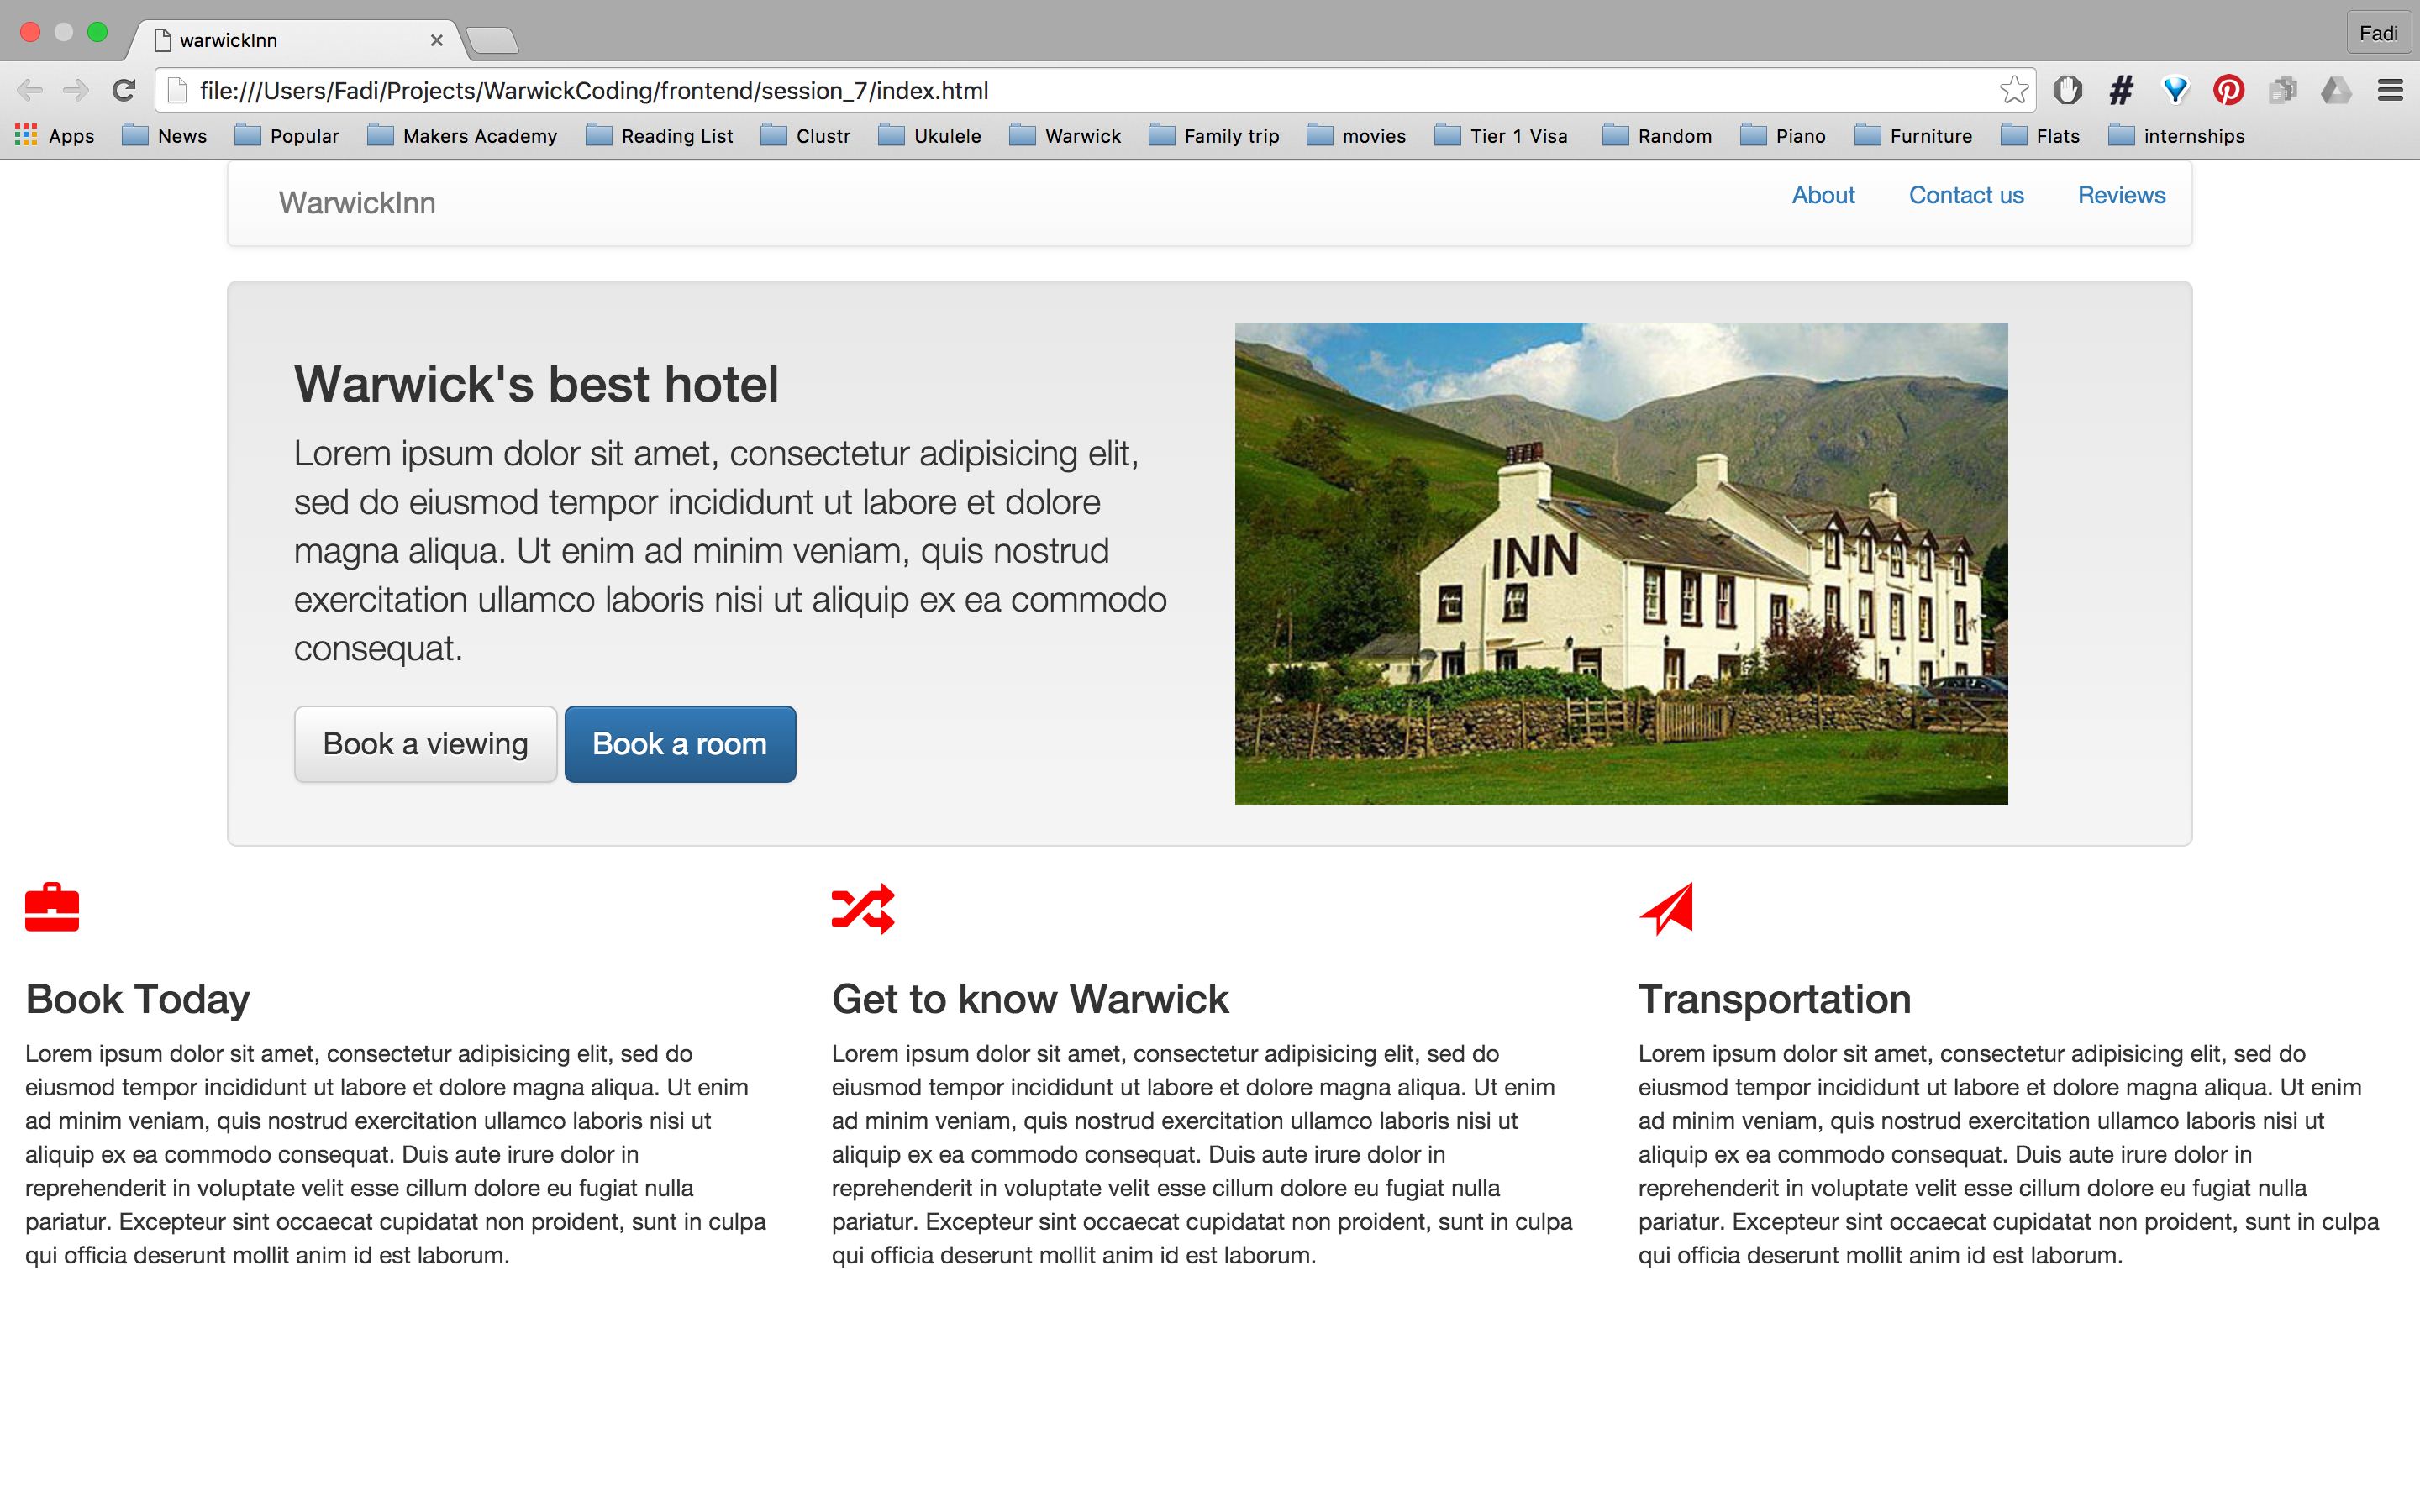 warwickInn
Fadi
file:///Users/Fadi/Projects/WarwickCoding/frontend/session_7/index.html
Apps News Popular Makers Academy Reading List Clustr Ukulele Warwick Family trip movies Tier 1 Visa Random Piano Furniture Flats internships
WarwickInn About Contact us Reviews
Warwick's best hotel
Lorem ipsum dolor sit amet, consectetur adipisicing elit,
sed do eiusmod tempor incididunt ut labore et dolore
magna aliqua. Ut enim ad minim veniam, quis nostrud
exercitation ullamco laboris nisi ut aliquip ex ea commodo
consequat.
Book a viewing Book a room
INN
Book Today
Lorem ipsum dolor sit amet, consectetur adipisicing elit, sed do
eiusmod tempor incididunt ut labore et dolore magna aliqua. Ut enim
ad minim veniam, quis nostrud exercitation ullamco laboris nisi ut
aliquip ex ea commodo consequat. Duis aute irure dolor in
reprehenderit in voluptate velit esse cillum dolore eu fugiat nulla
pariatur. Excepteur sint occaecat cupidatat non proident, sunt in culpa
qui officia deserunt mollit anim id est laborum.
Get to know Warwick
Lorem ipsum dolor sit amet, consectetur adipisicing elit, sed do
eiusmod tempor incididunt ut labore et dolore magna aliqua. Ut enim
ad minim veniam, quis nostrud exercitation ullamco laboris nisi ut
aliquip ex ea commodo consequat. Duis aute irure dolor in
reprehenderit in voluptate velit esse cillum dolore eu fugiat nulla
pariatur. Excepteur sint occaecat cupidatat non proident, sunt in culpa
qui officia deserunt mollit anim id est laborum.
Transportation
Lorem ipsum dolor sit amet, consectetur adipisicing elit, sed do
eiusmod tempor incididunt ut labore et dolore magna aliqua. Ut enim
ad minim veniam, quis nostrud exercitation ullamco laboris nisi ut
aliquip ex ea commodo consequat. Duis aute irure dolor in
reprehenderit in voluptate velit esse cillum dolore eu fugiat nulla
pariatur. Excepteur sint occaecat cupidatat non proident, sunt in culpa
qui officia deserunt mollit anim id est laborum.